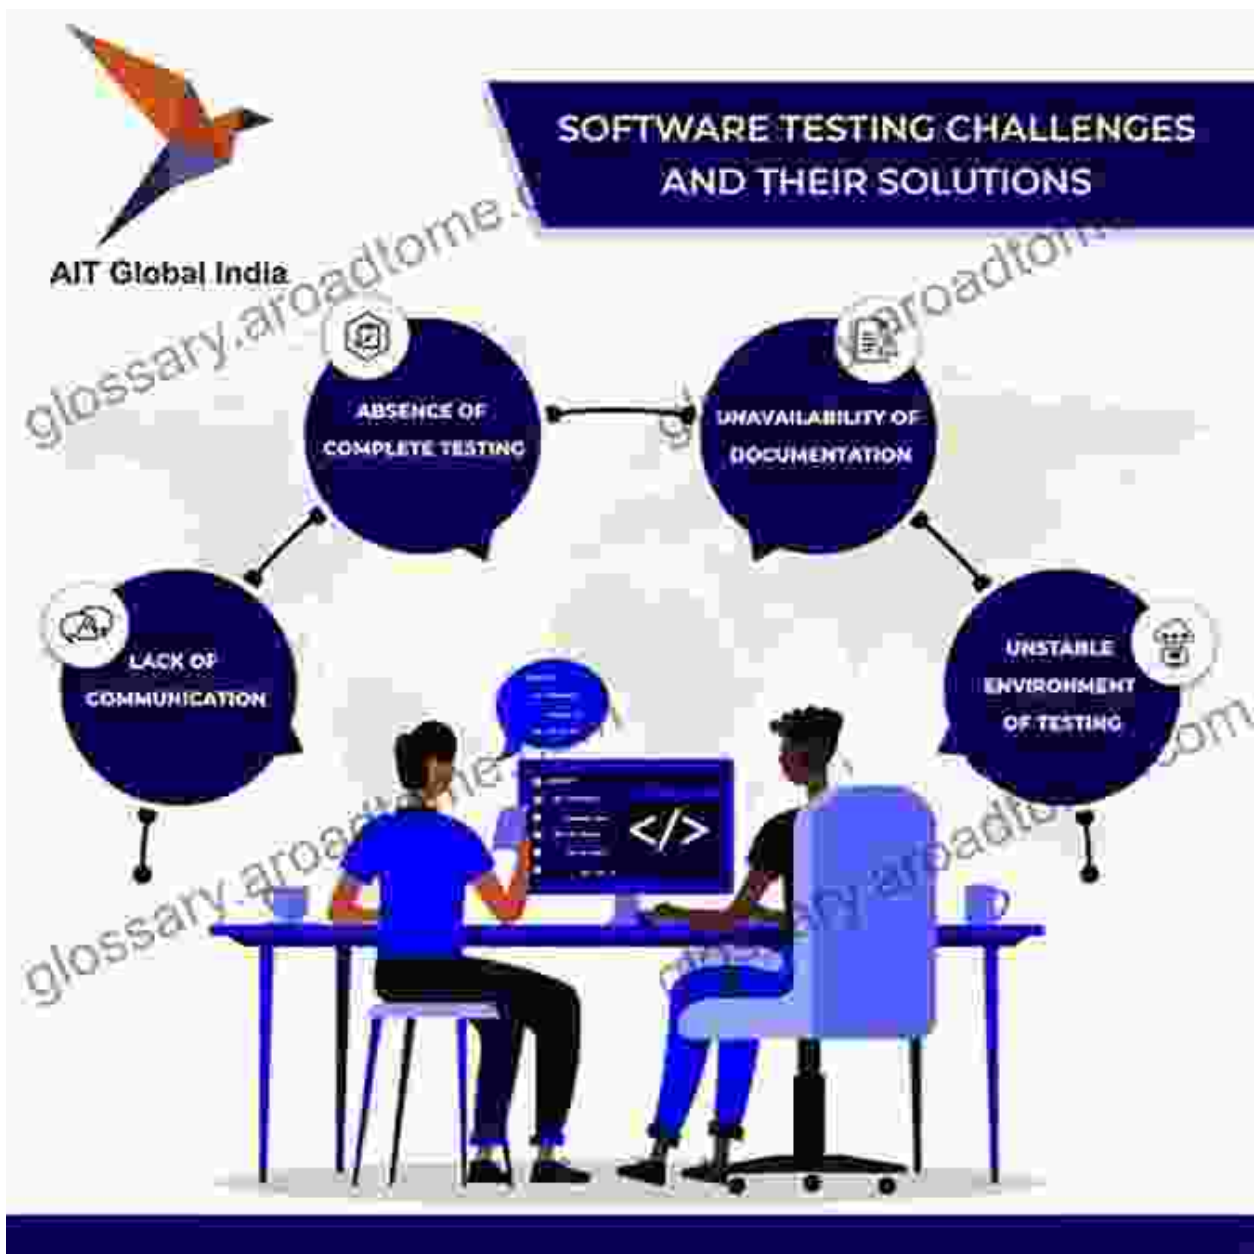 AIT Global India
SOFTWARE TESTING CHALLENGES
AND THEIR SOLUTIONS
ABSENCE OF
COMPLETE TESTING
UNAVAILABILITY OF
DOCUMENTATION
LACK OF
COMMUNICATION
UNSTABLE
ENVIRONMENT
OF TESTING
</>
glossary.aroadtome
aroadtome
glossary.aroadtome